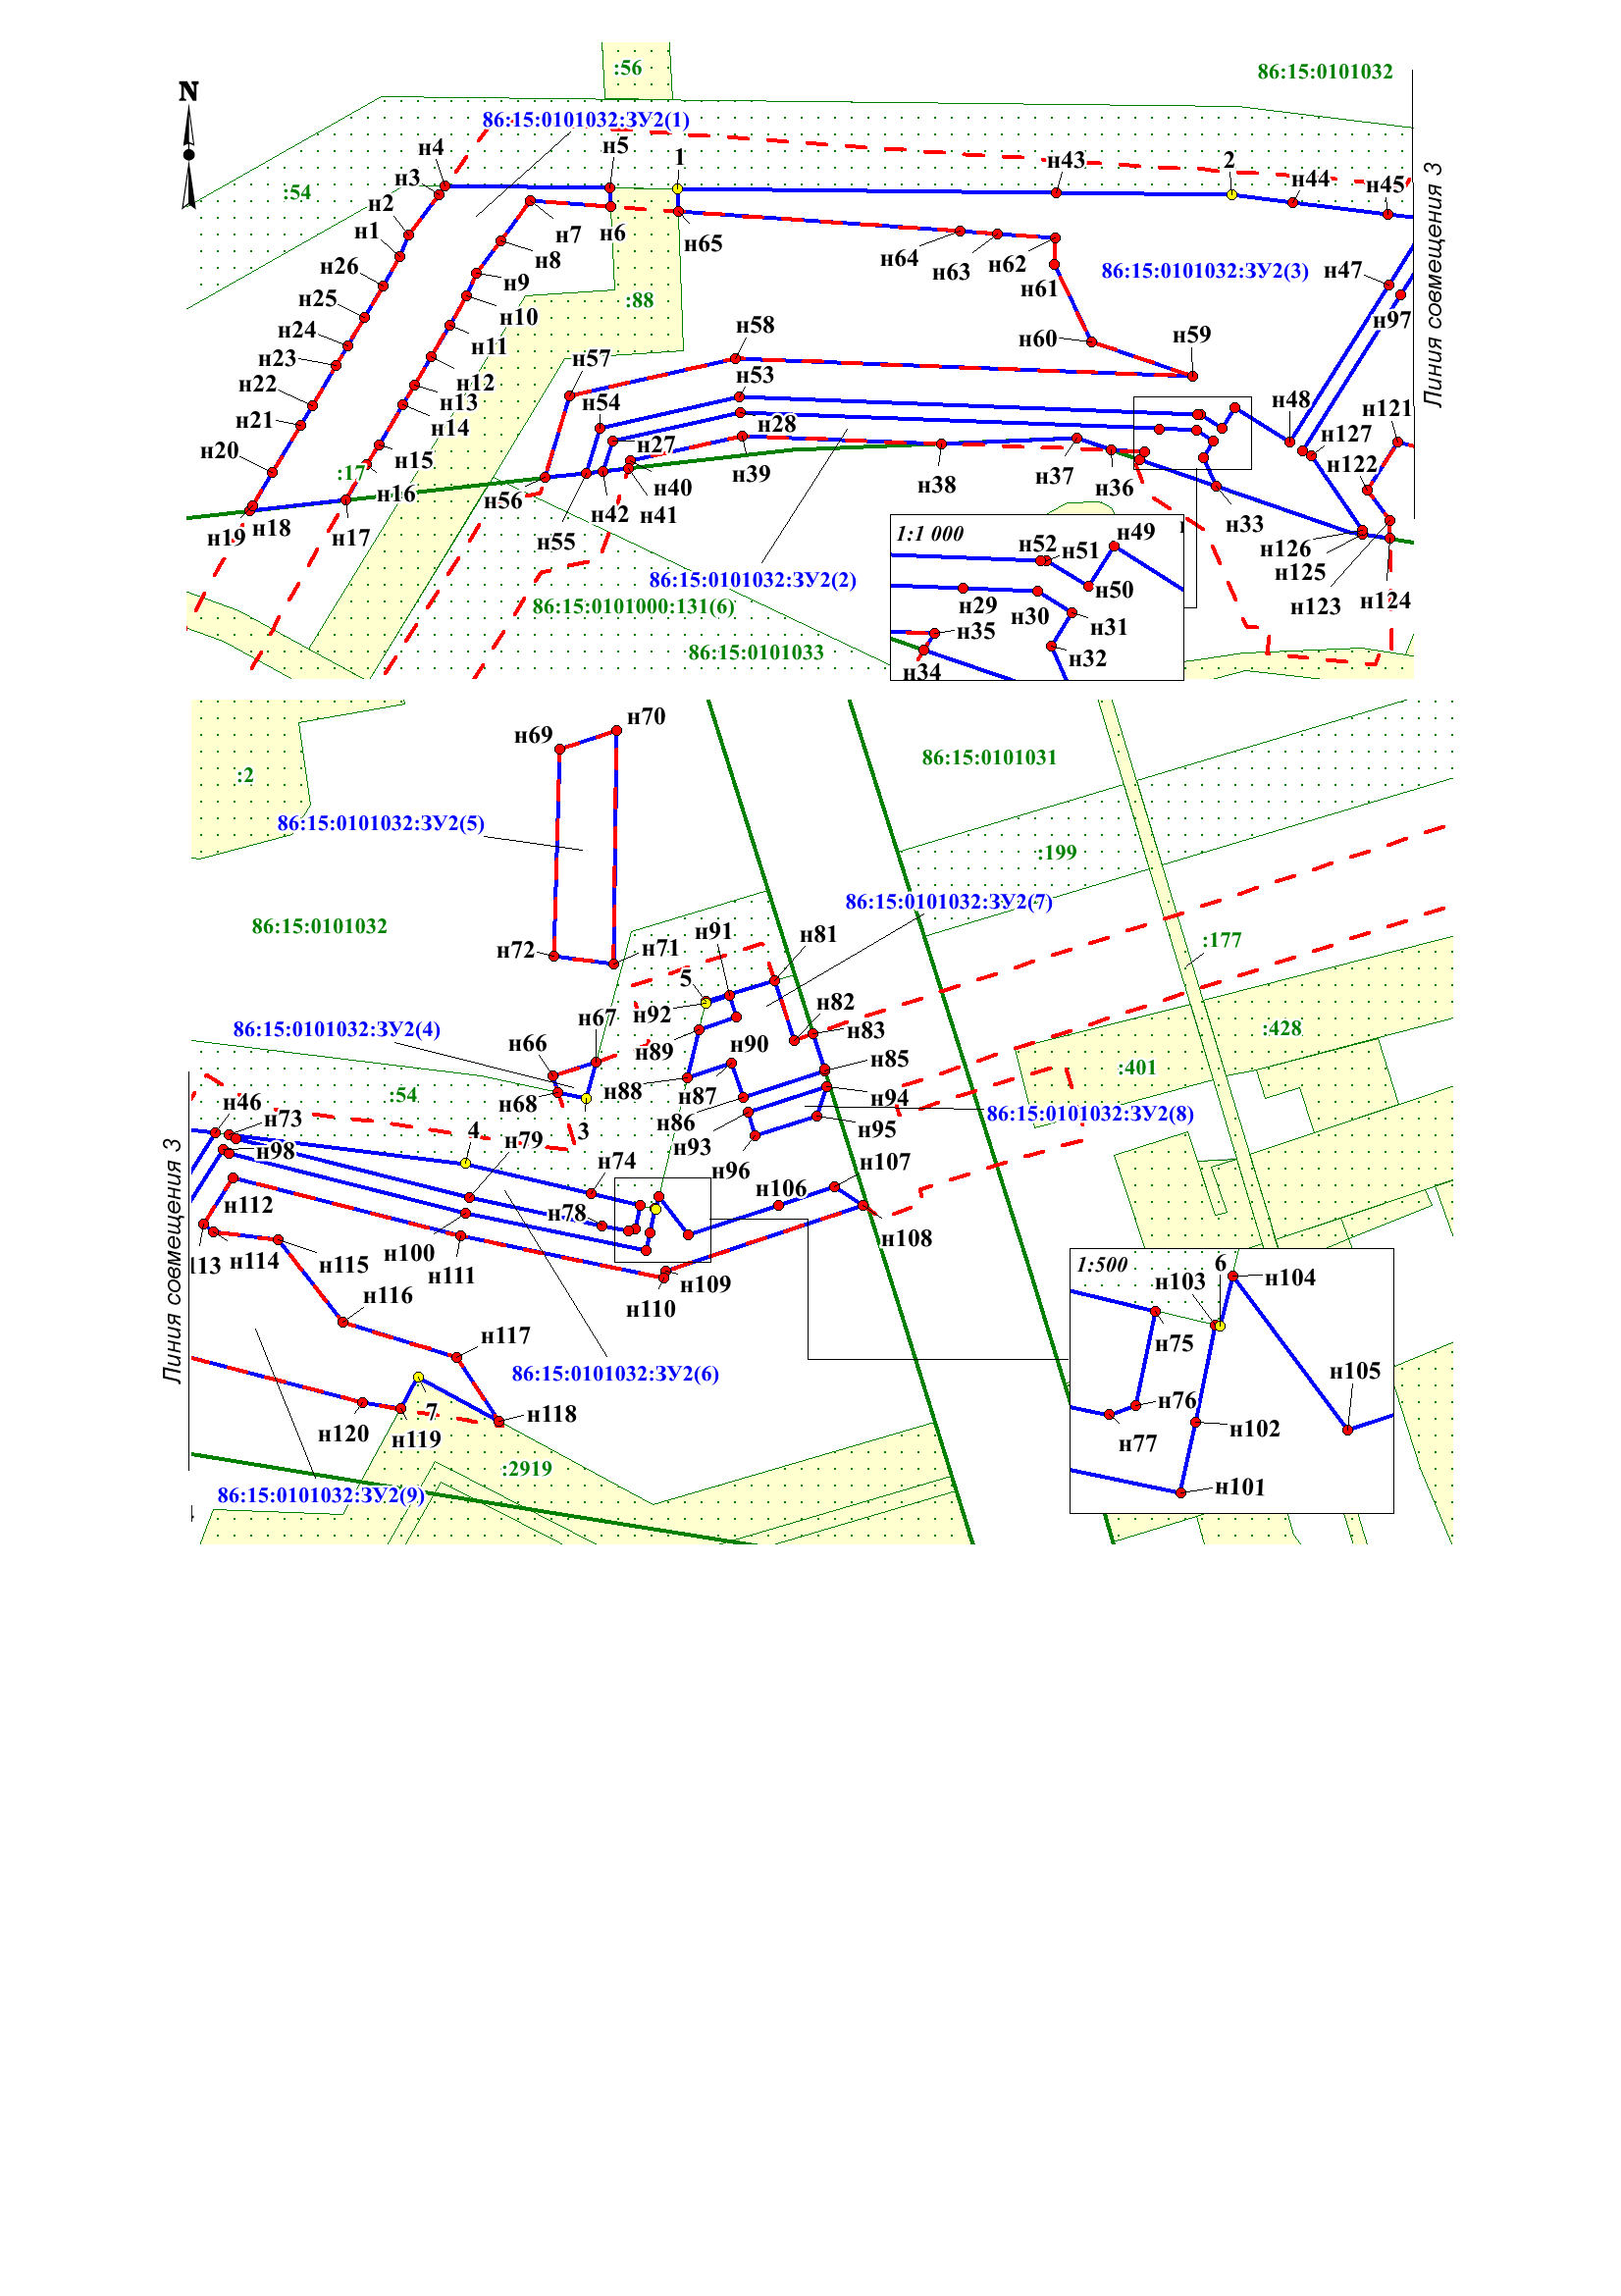 N
:56
86:15:0101032
86:15:0101032:ЗУ2(1)
н4
н5
1
н43
2
н44
н45
Линия совмещения 3
н3
:54
н2
н1
н7
н6
н65
н8
н64
н63
н62
86:15:0101032:ЗУ2(3)
н47
н26
н9
н61
н25
:88
н10
н97
н24
н11
н58
н60
н59
н23
н57
н22
н12
н53
н13
н54
н21
н14
н28
н48
н121
н27
н127
н20
н15
:17
н39
н37
н36
н122
н16
н56
н40
н38
н19
н18
н17
н42
н41
н33
н55
1:1 000
н52
н51
н49
н126
н125
86:15:0101032:ЗУ2(2)
н50
н123
н124
86:15:0101000:131(6)
н29
н30
н31
н35
86:15:0101033
н32
н34
н70
н69
86:15:0101031
:2
86:15:0101032:ЗУ2(5)
:199
86:15:0101032:ЗУ2(7)
86:15:0101032
н91
н81
н72
н71
:177
5
н82
н92
н67
86:15:0101032:ЗУ2(4)
н83
:428
н66
н89
н90
н85
:401
н88
н87
н94
:54
н68
н86
86:15:0101032:ЗУ2(8)
н46
н73
4
н79
3
н95
н93
н98
н96
н74
н107
Линия совмещения 3
н106
н112
н78
н108
н100
н114
н115
н111
н109
1:500
6
н103
н104
н116
н110
н117
н75
86:15:0101032:ЗУ2(6)
н105
н76
7
н118
н120
н119
н77
н102
:2919
86:15:0101032:ЗУ2(9)
н101